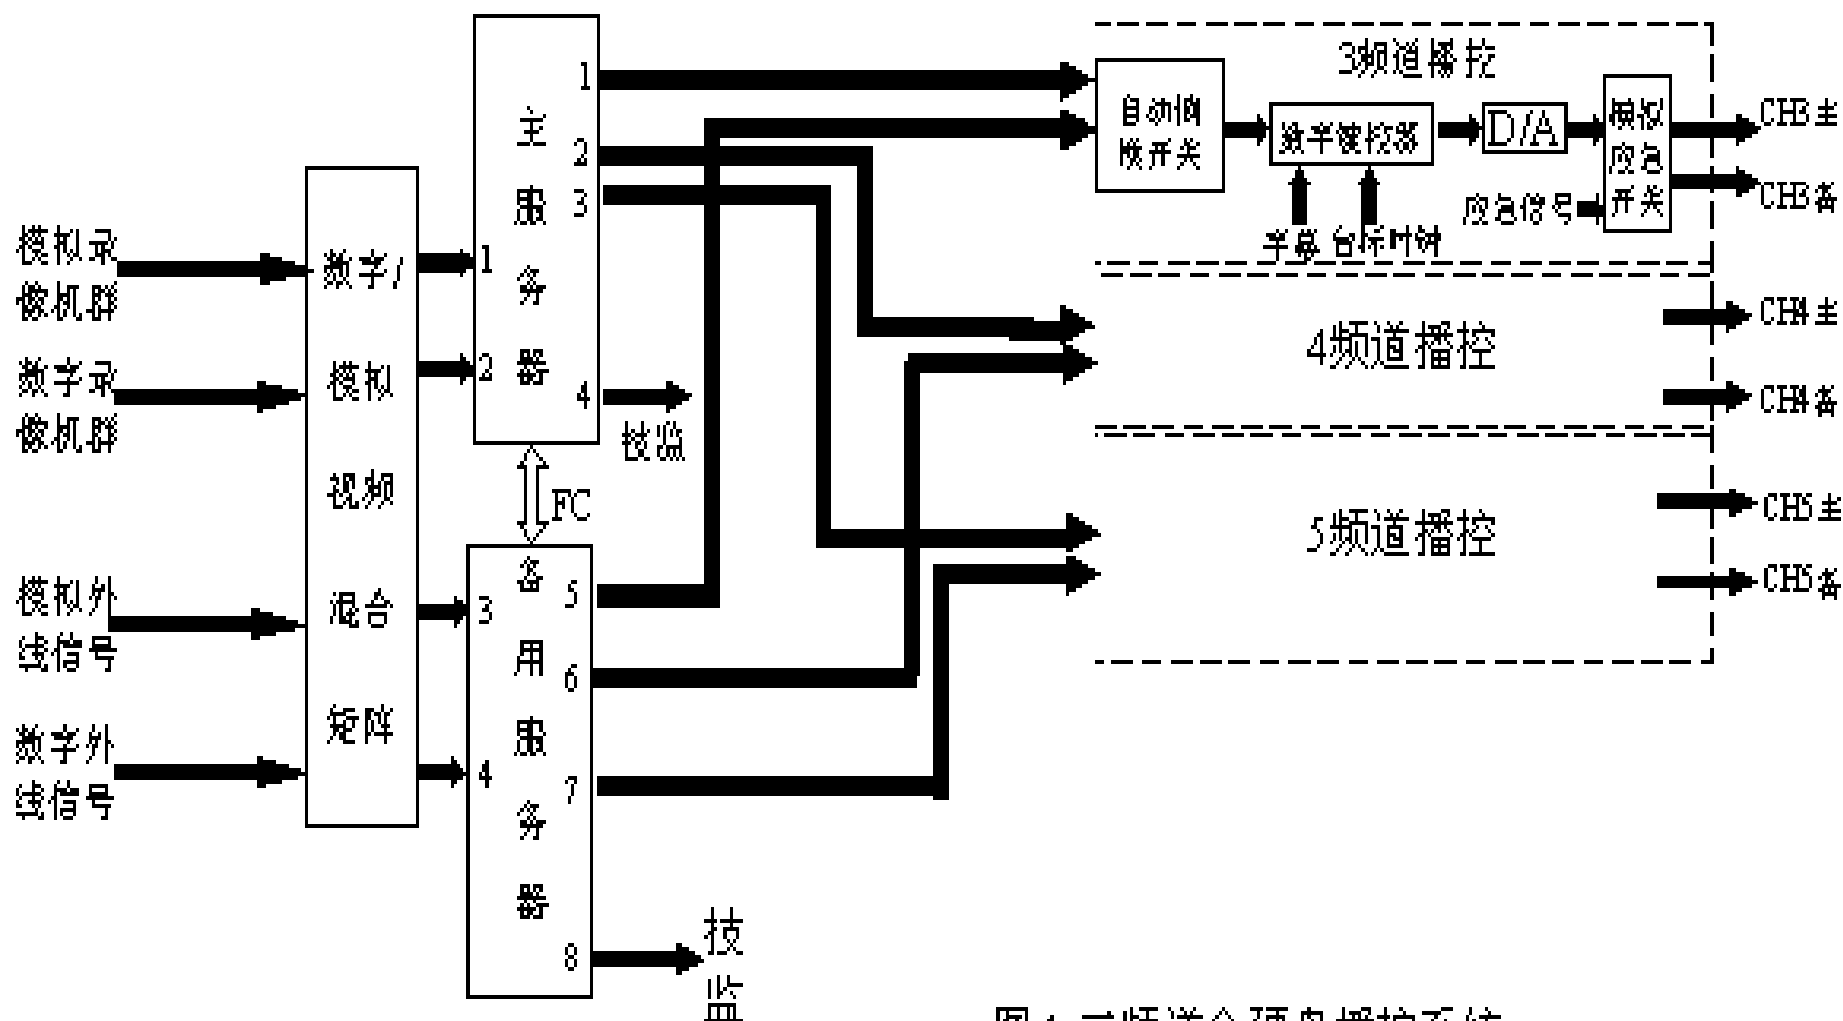 模拟录
像机群
数字录
像机群
模拟外
线信号
数字外
线信号
数字/
模拟
视频
混合
矩阵
1
2
3
4
主
服
务
器
1
2
3
4
技监
FC
备
用
服
务
器
5
6
7
8
技
监
3频道播控
自动倒
换开关
数字键控器
D/A
模拟
应急
开关
应急信号
字幕 台标时钟
CH3主
CH3备
4频道播控
CH4主
CH4备
5频道播控
CH5主
CH5备